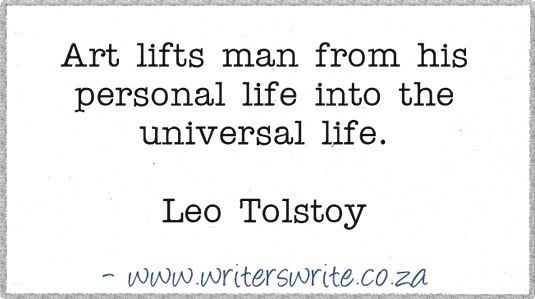 Art lifts man from his
personal life into the
universal life.
Leo Tolstoy
- www.writerswrite.co.za